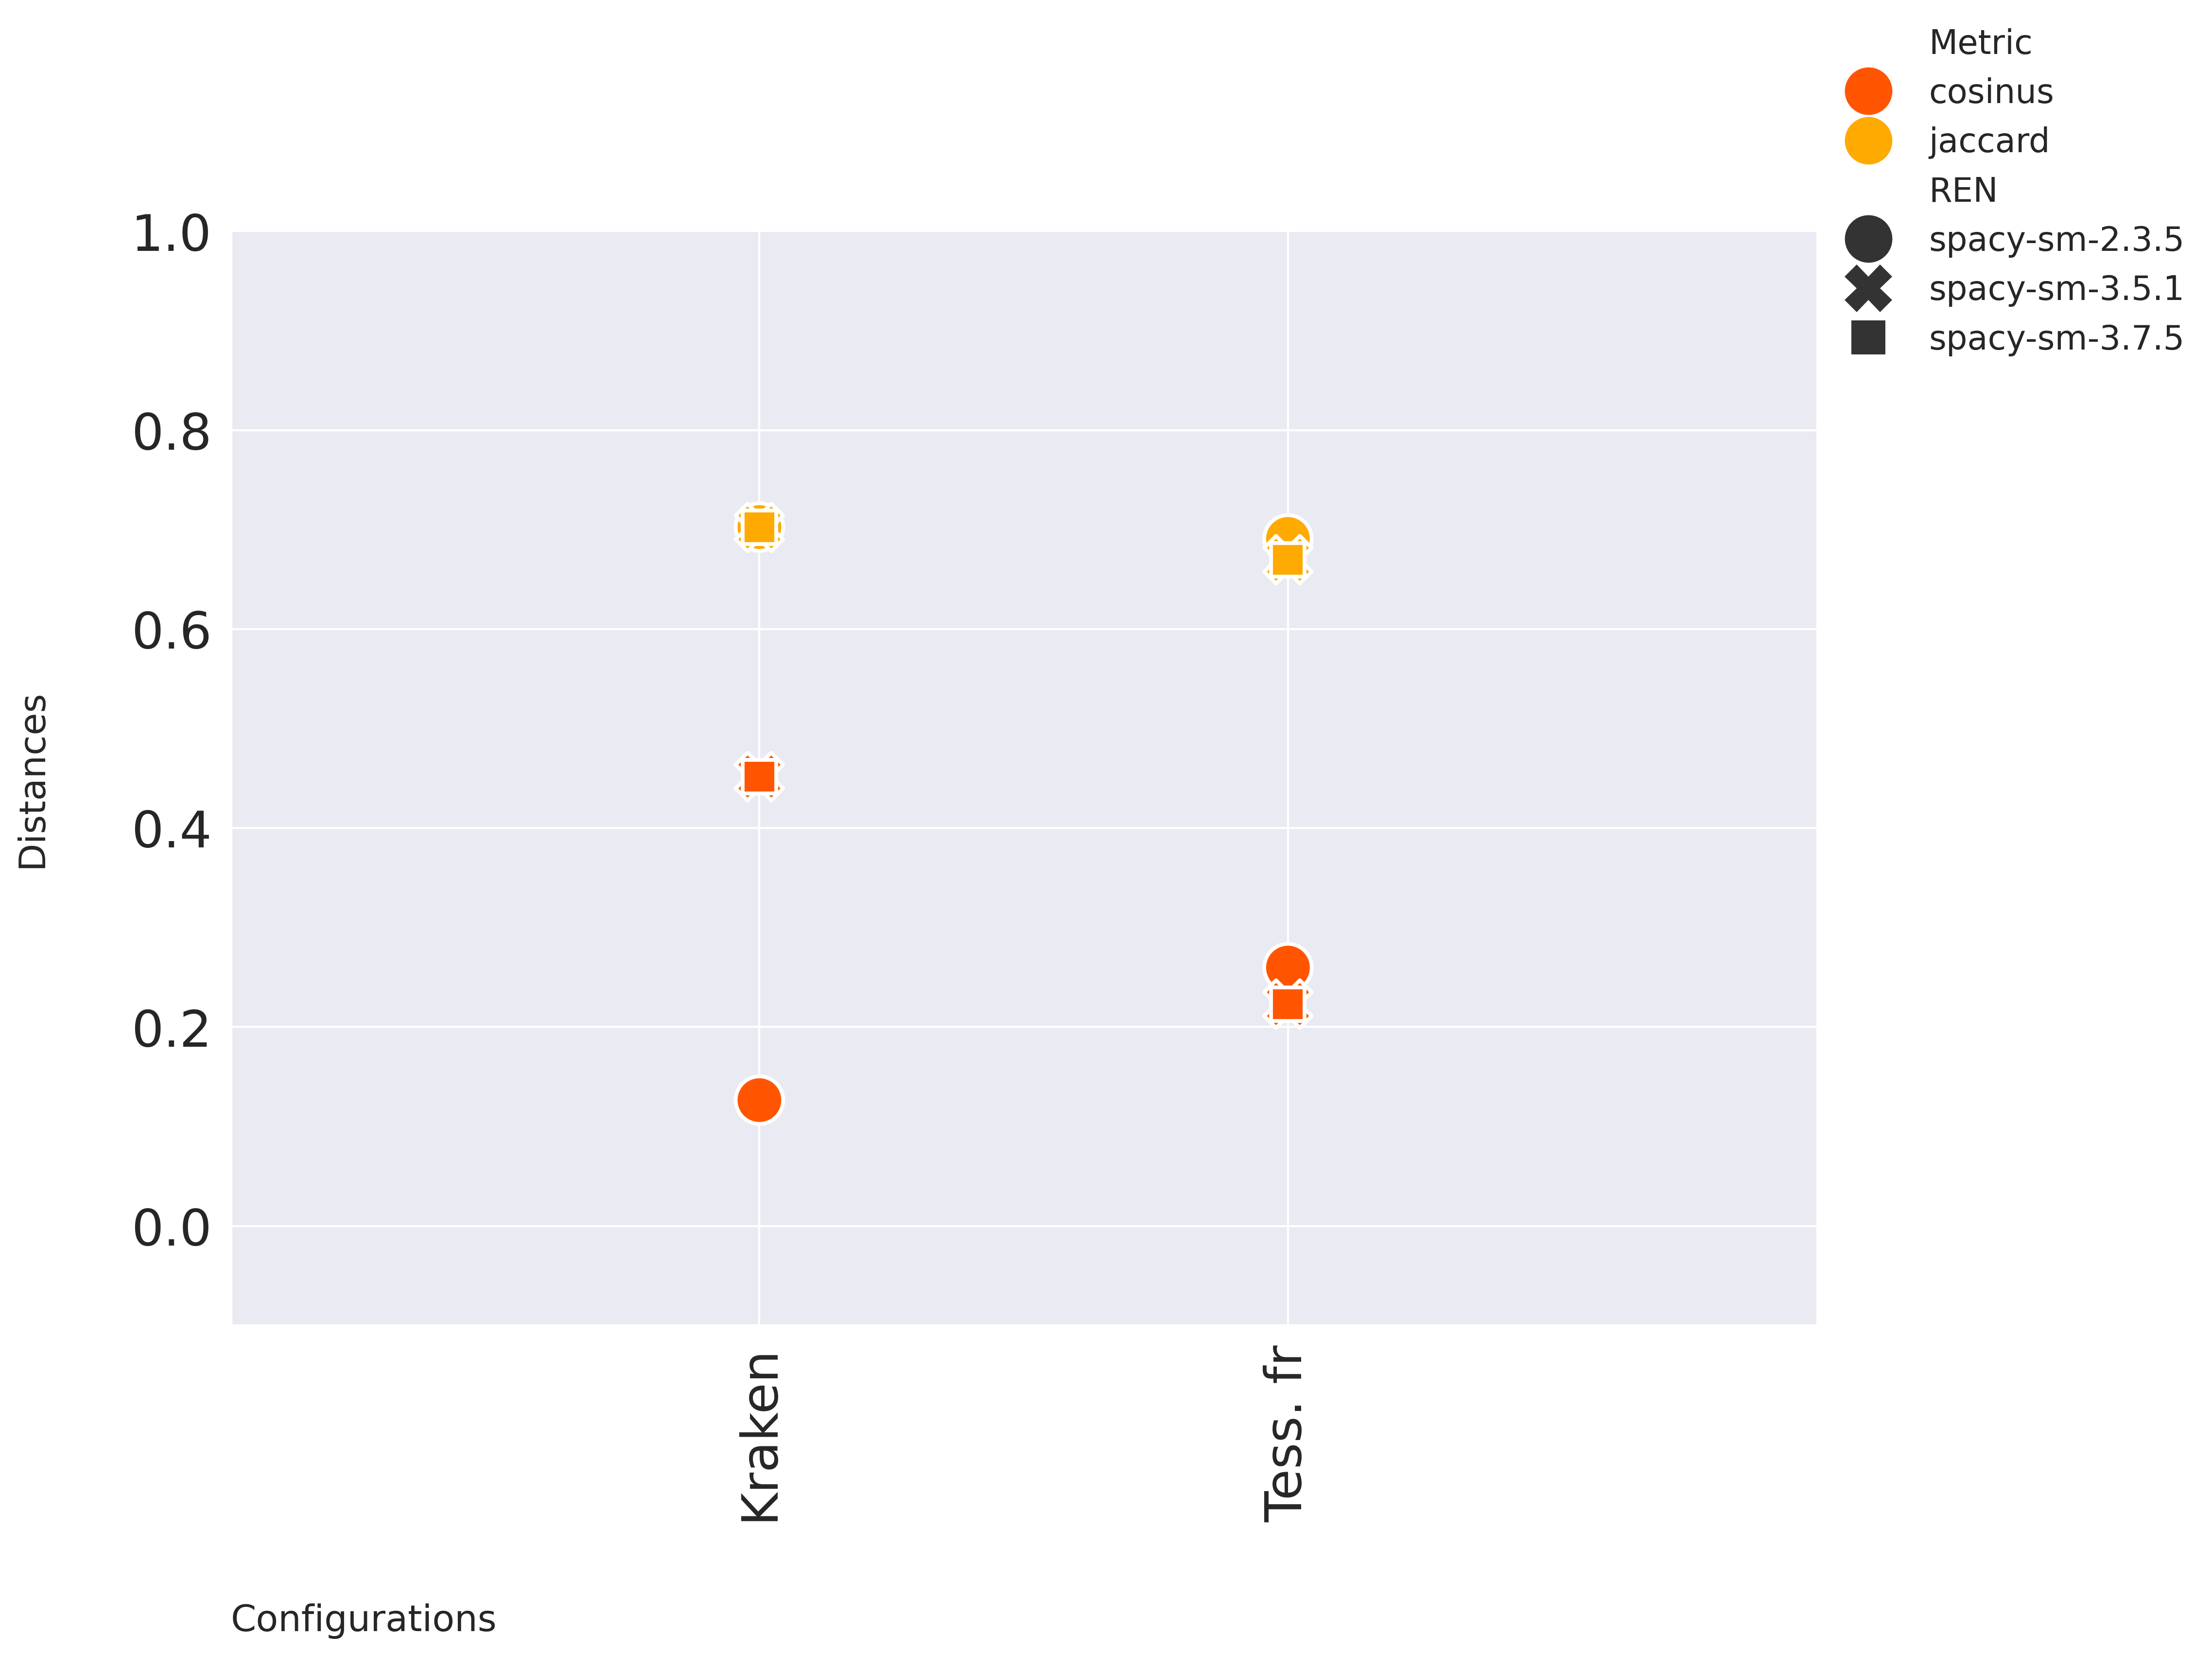 Metric
cosinus
jaccard
REN
spacy-sm-2.3.5
spacy-sm-3.5.1
spacy-sm-3.7.5
1.0
0.8
0.6
0.4
0.2
0.0
Distances
Kraken
Tess. fr
Configurations